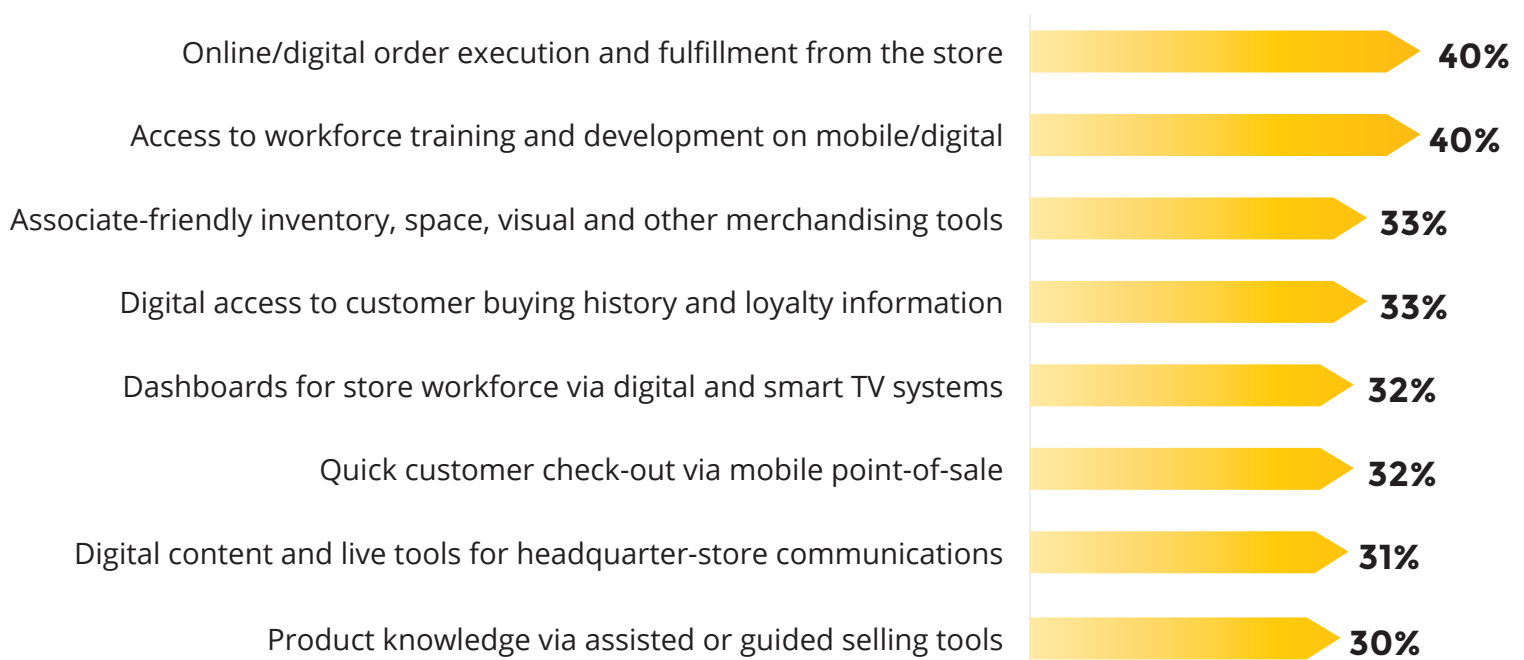 Online/digital order execution and fulfillment from the store 40%
Access to workforce training and development on mobile/digital 40%
Associate-friendly inventory, space, visual and other merchandising tools 33%
Digital access to customer buying history and loyalty information 33%
Dashboards for store workforce via digital and smart TV systems 32%
Quick customer check-out via mobile point-of-sale 32%
Digital content and live tools for headquarter-store communications 31%
Product knowledge via assisted or guided selling tools 30%